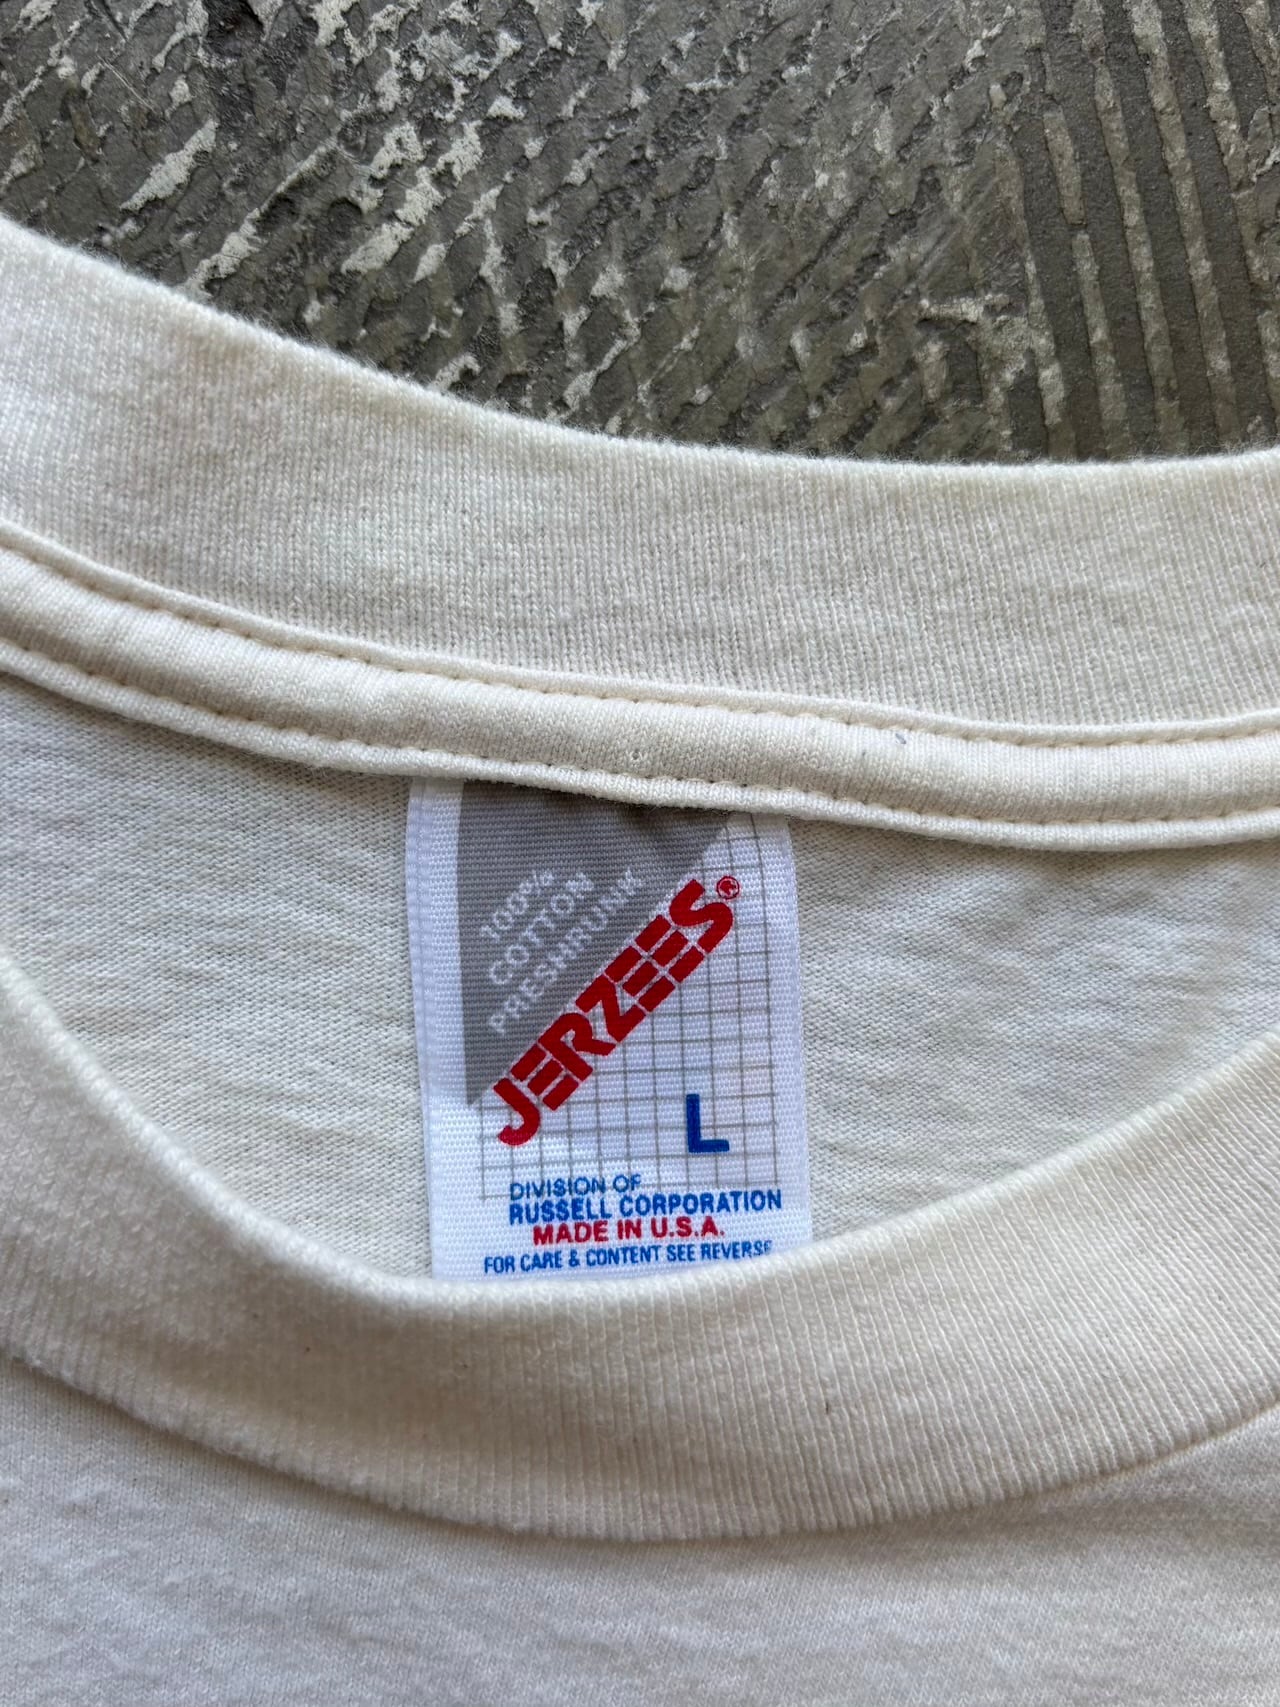 100%
COTTON
PRESHRUNK
JERZEES®
L
DIVISION OF
RUSSELL CORPORATION
MADE IN U.S.A.
FOR CARE & CONTENT SEE REVERSE